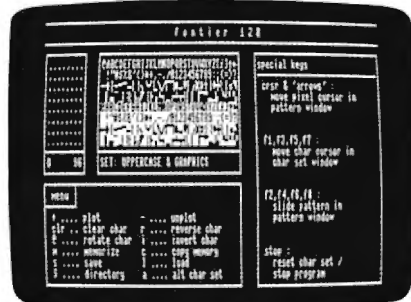 fontier 128
special keys
crsr & "arrows" :
move pixel cursor in
pattern window
f1,f3,f5,f7 :
move char cursor in
char set window
f2,f4,f6,f8 :
slide pattern in
pattern window
stop :
reset char set /
stop program
0 96
SET: UPPERCASE & GRAPHICS
MENU
.... plot
- .... unplot
clr .. clear char
r .... reverse char
.... rotate char
i .... invert char
m .... memorize
c .... copy memory
s .... save
l .... load
.... directory
a .... alt char set